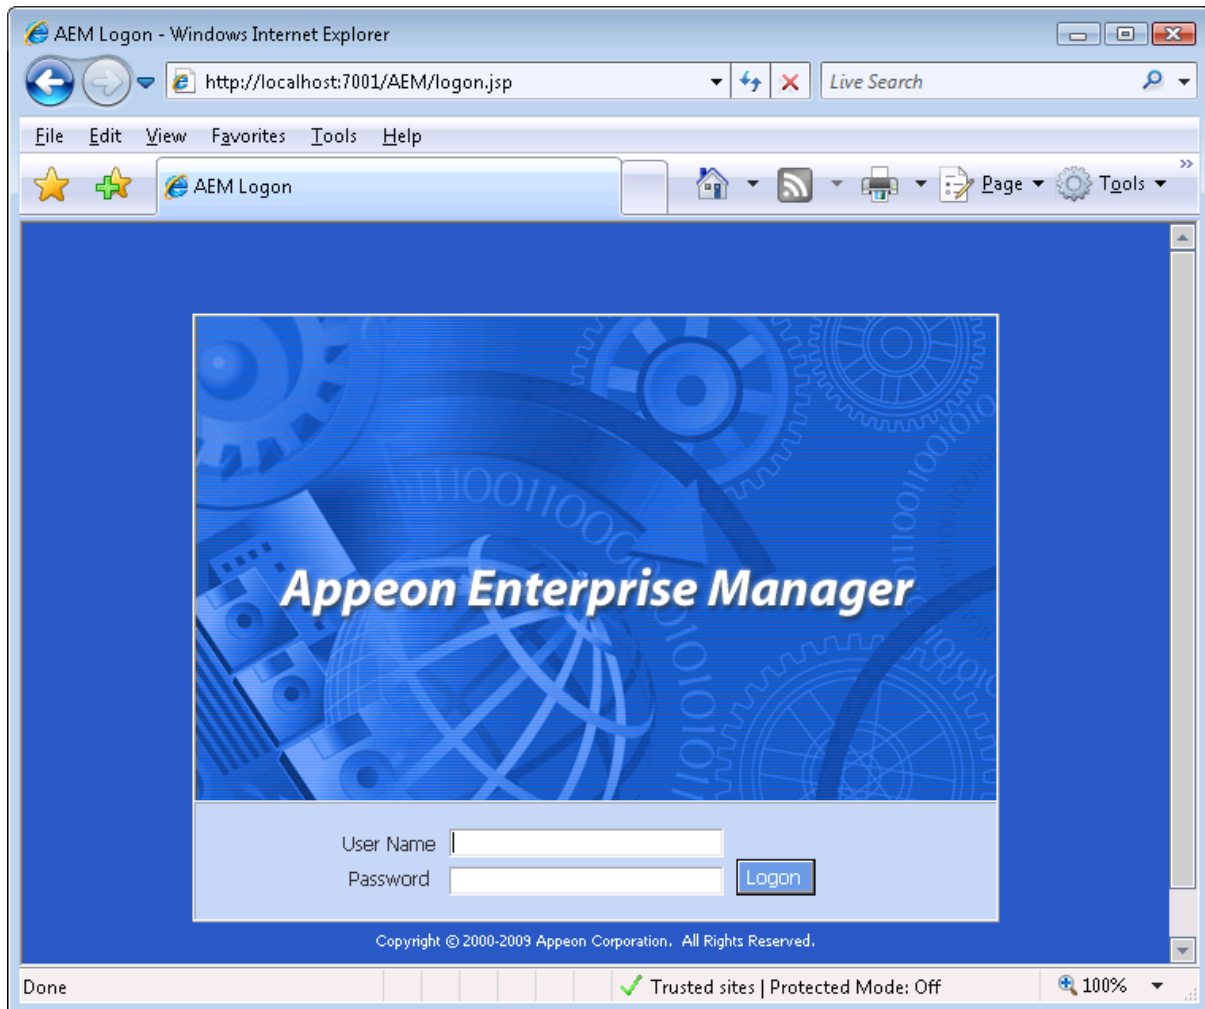 AEM Logon - Windows Internet Explorer
http://localhost:7001/AEM/logon.jsp
Live Search
File Edit View Favorites Tools Help
AEM Logon
Page
Tools
Appeon Enterprise Manager
User Name
Password
Logon
Copyright © 2000-2009 Appeon Corporation. All Rights Reserved.
Done
Trusted sites | Protected Mode: Off
100%